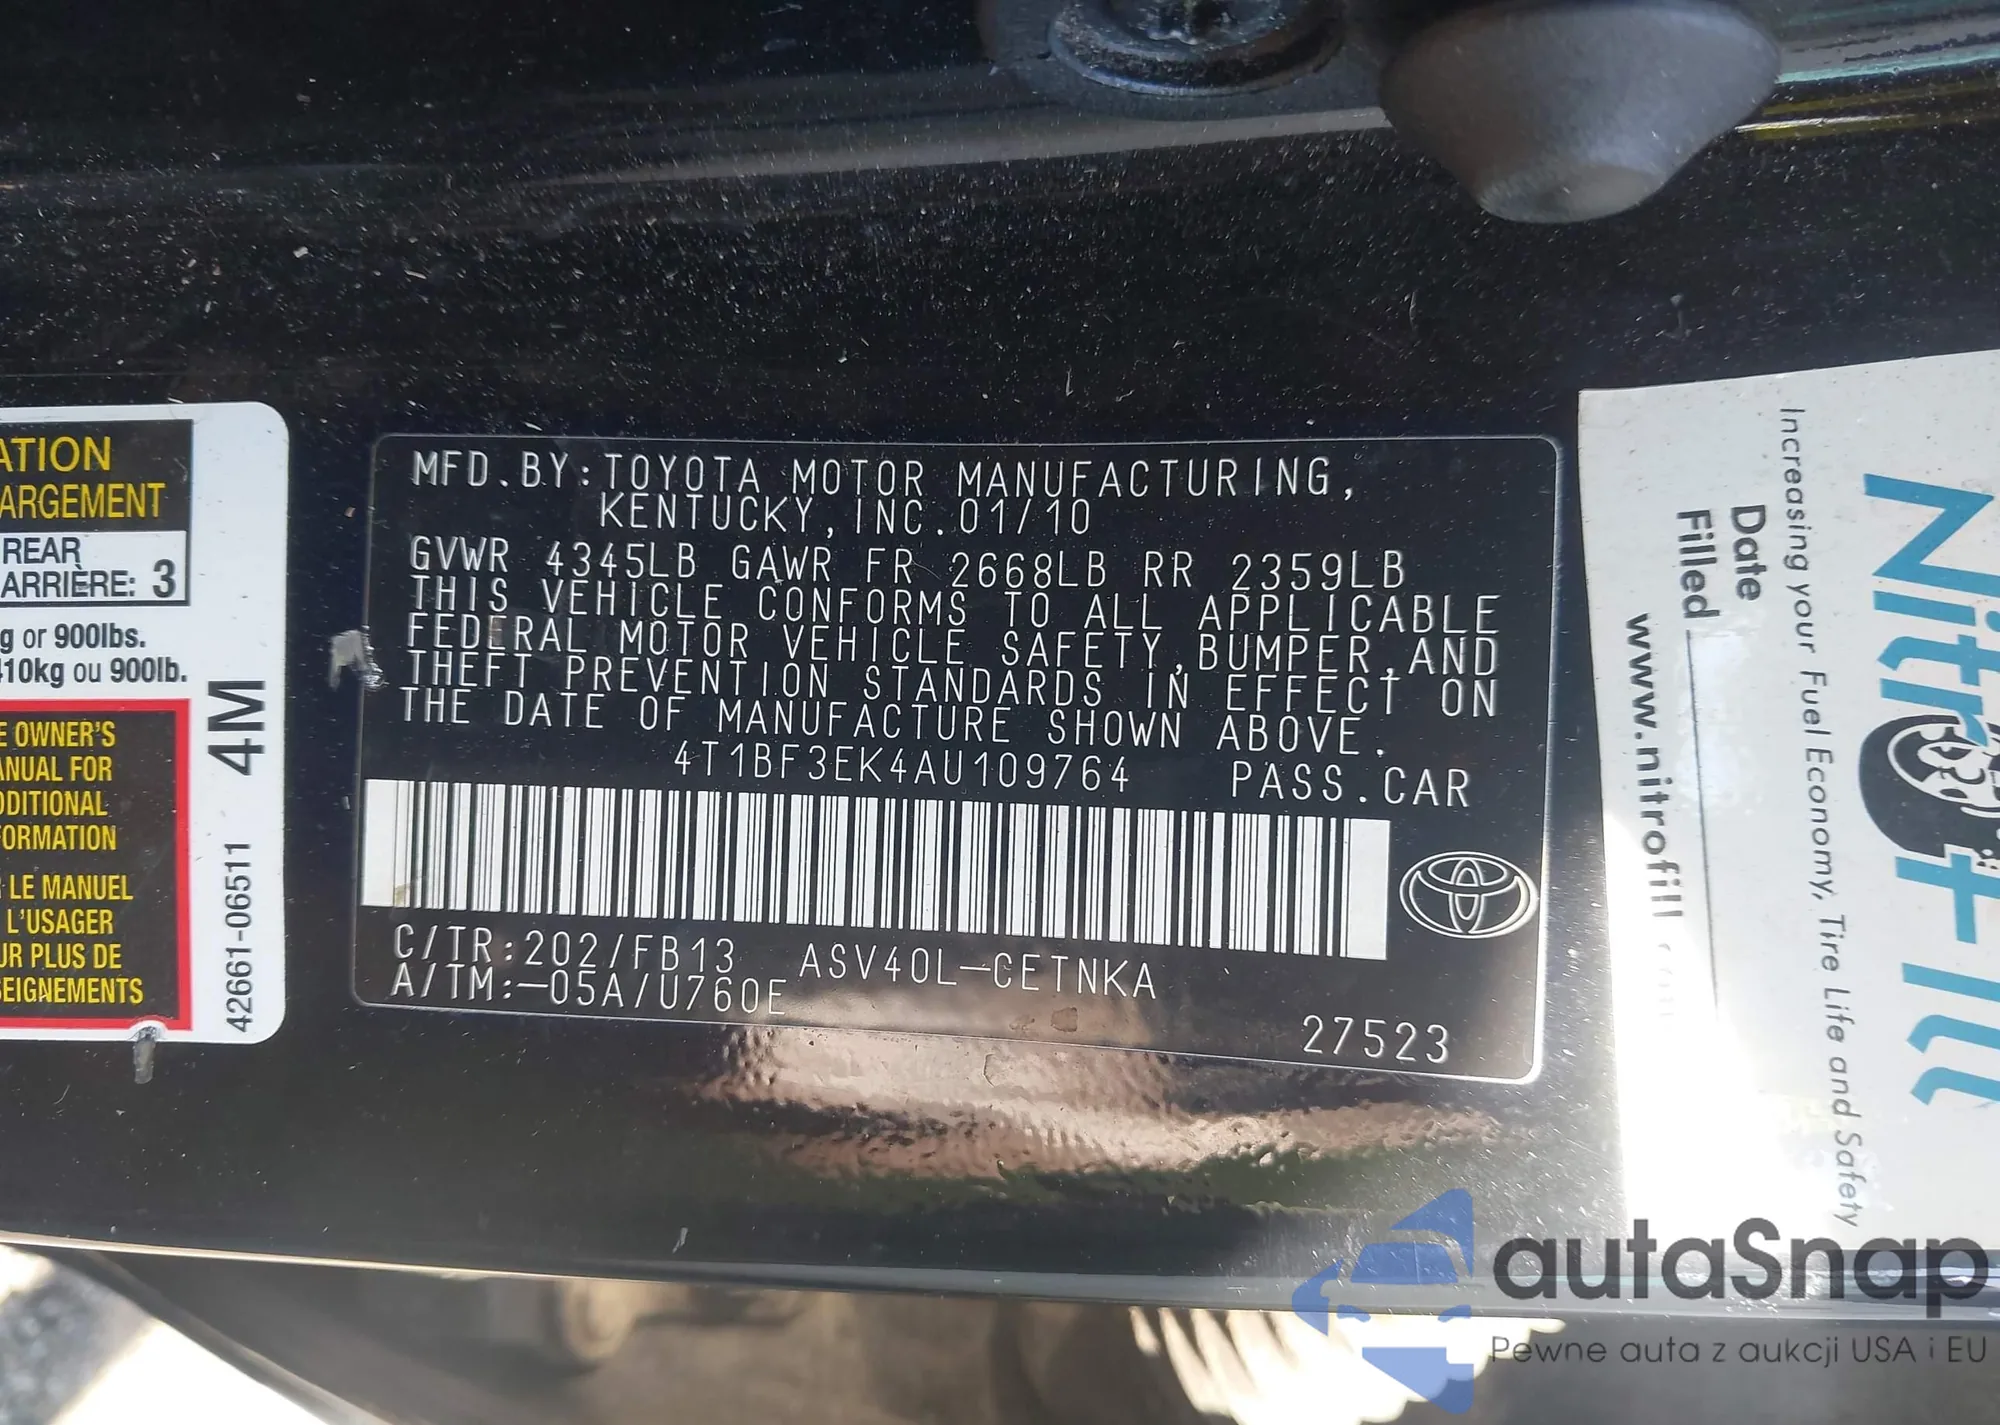 ATION
ARGEMENT
REAR
ARRIÈRE: 3
g or 900lbs.
410kg ou 900lb.
E OWNER'S
ANUAL FOR
DDITIONAL
FORMATION
LE MANUEL
L'USAGER
UR PLUS DE
SEIGNEMENTS
42661-06511 4M
MFD.BY:TOYOTA MOTOR MANUFACTURING,
KENTUCKY,INC.01/10
GVWR 4345LB GAWR FR 2668LB RR 2359LB
THIS VEHICLE CONFORMS TO ALL APPLICABLE
FEDERAL MOTOR VEHICLE SAFETY,BUMPER,AND
THEFT PREVENTION STANDARDS IN EFFECT ON
THE DATE OF MANUFACTURE SHOWN ABOVE.
4T1BF3EK4AU109764 PASS.CAR
C/TR:202/FB13 ASV40L-CETNKA
A/TM:-05A/U760E
27523
Nitro Fill
Increasing your Fuel Economy, Tire Life and Safety
Date
Filled
www.nitrofill.com
autaSnap
Pewne auta z aukcji USA i EU